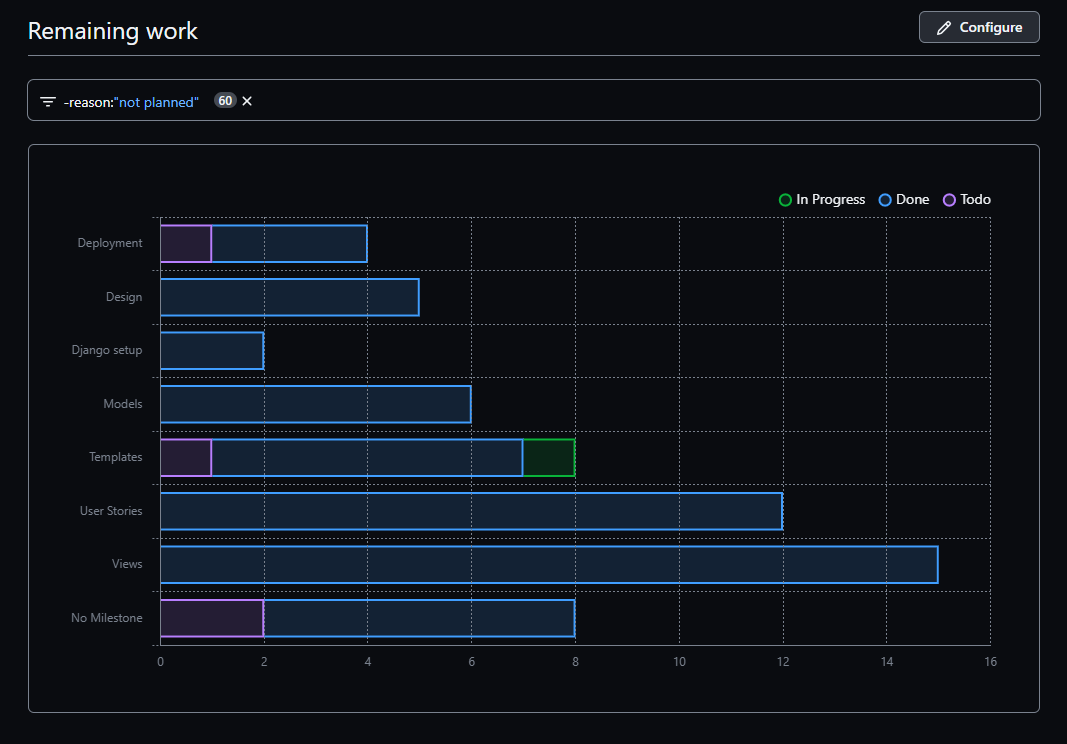 Remaining work
Configure
-reason:"not planned" 60
In Progress Done Todo
Deployment
Design
Django setup
Models
Templates
User Stories
Views
No Milestone
0 2 4 6 8 10 12 14 16